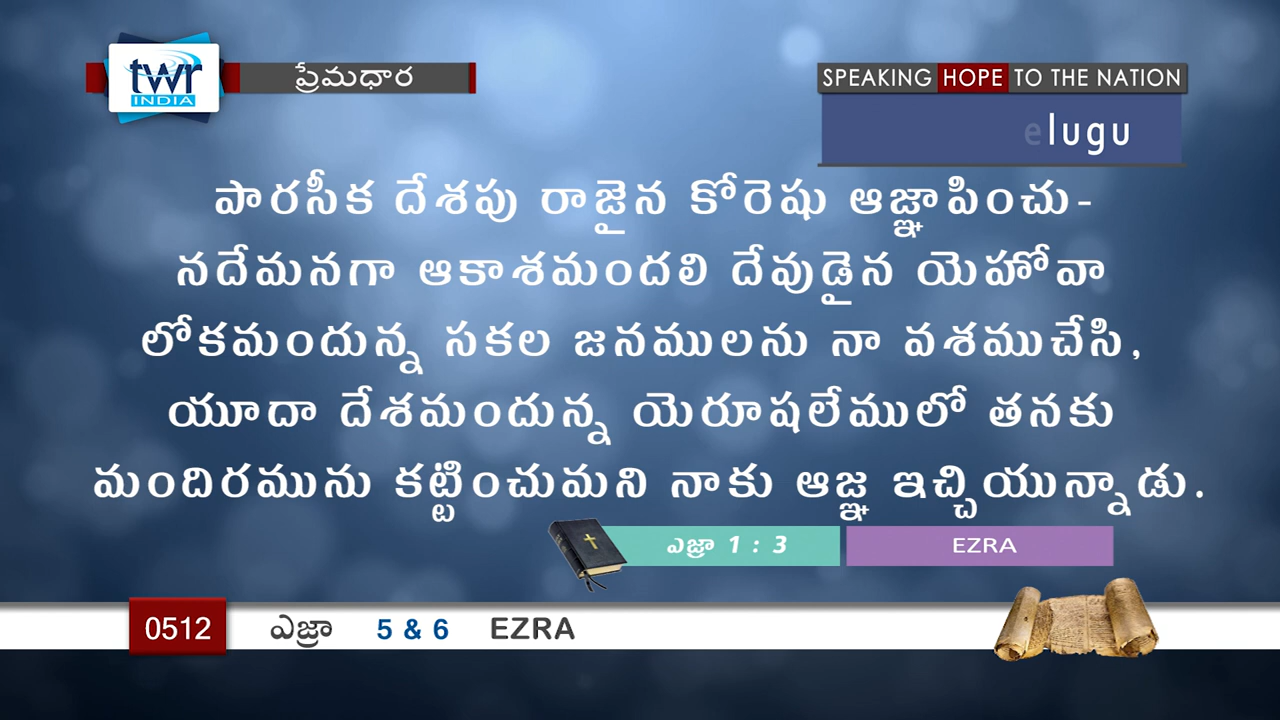 twr
INDIA
ప్రేమధార
SPEAKING HOPE TO THE NATION
elugu
పారసీక దేశపు రాజైన కోరెషు ఆజ్ఞాపించు-
నదేమనగా ఆకాశమందలి దేవుడైన యెహోవా
లోకమందున్న సకల జనములను నా వశముచేసి,
యూదా దేశమందున్న యెరూషలేములో తనకు
మందిరమును కట్టించుమని నాకు ఆజ్ఞ ఇచ్చియున్నాడు.
ఎజ్రా 1 : 3
EZRA
0512 ఎజ్రా 5 & 6 EZRA